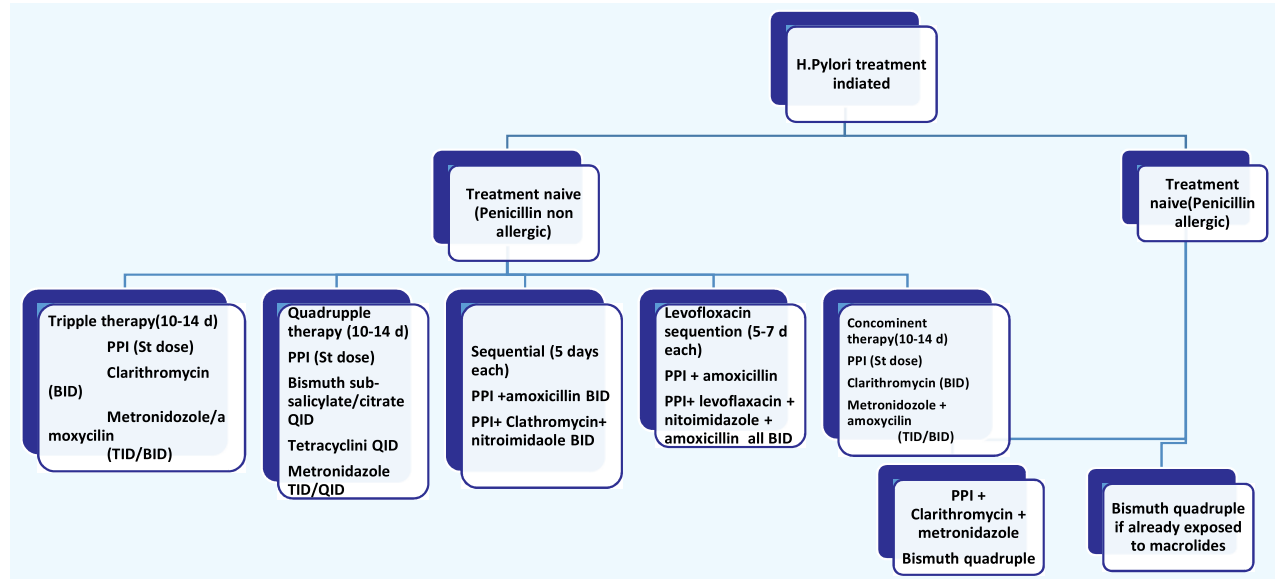 H.Pylori treatment
indiated
Treatment naive
(Penicillin non
allergic)
Treatment
naive(Penicillin
allergic)
Tripple therapy(10-14 d)
PPI (St dose)
Clarithromycin
(BID)
Metronidozole/a
moxycilin
(TID/BID)
Quadrupple
therapy (10-14 d)
PPI (St dose)
Bismuth sub-
salicylate/citrate
QID
Tetracyclini QID
Metronidazole
TID/QID
Sequential (5 days
each)
PPI +amoxicillin BID
PPI+ Clathromycin+
nitroimidaole BID
Levofloxacin
sequention (5-7 d
each)
PPI + amoxicillin
PPI+ levoflaxacin +
nitoimidazole +
amoxicillin all BID
Concominent
therapy(10-14 d)
PPI (St dose)
Clarithromycin (BID)
Metronidozole +
amoxycilin
(TID/BID)
PPI +
Clarithromycin +
metronidazole
Bismuth quadruple
Bismuth quadruple
if already exposed
to macrolides